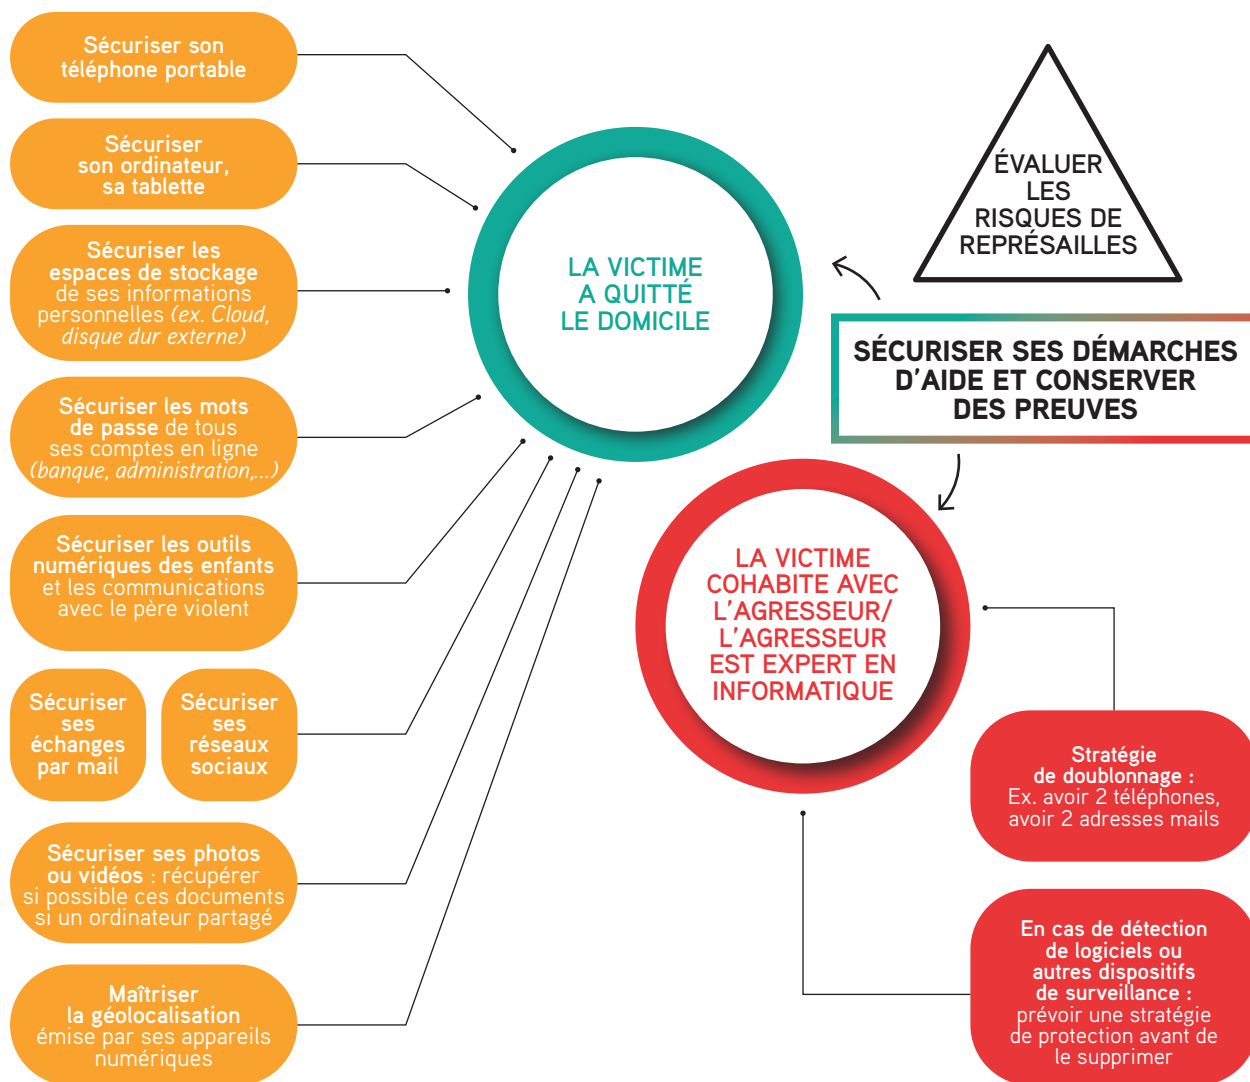 Sécuriser son
téléphone portable
Sécuriser
son ordinateur,
sa tablette
Sécuriser les
espaces de stockage
de ses informations
personnelles (ex. Cloud,
disque dur externe)
Sécuriser les mots
de passe de tous
ses comptes en ligne
(banque, administration,...)
Sécuriser les outils
numériques des enfants
et les communications
avec le père violent
Sécuriser
ses
échanges
par mail
Sécuriser
ses
réseaux
sociaux
Sécuriser ses photos
ou vidéos : récupérer
si possible ces documents
si un ordinateur partagé
Maîtriser
la géolocalisation
émise par ses appareils
numériques
LA VICTIME
A QUITTÉ
LE DOMICILE
ÉVALUER
LES
RISQUES DE
REPRÉSAILLES
SÉCURISER SES DÉMARCHES
D'AIDE ET CONSERVER
DES PREUVES
LA VICTIME
COHABITE AVEC
L'AGRESSEUR/
L'AGRESSEUR
EST EXPERT EN
INFORMATIQUE
Stratégie
de doublonnage :
Ex. avoir 2 téléphones,
avoir 2 adresses mails
En cas de détection
de logiciels ou
autres dispositifs
de surveillance :
prévoir une stratégie
de protection avant de
le supprimer